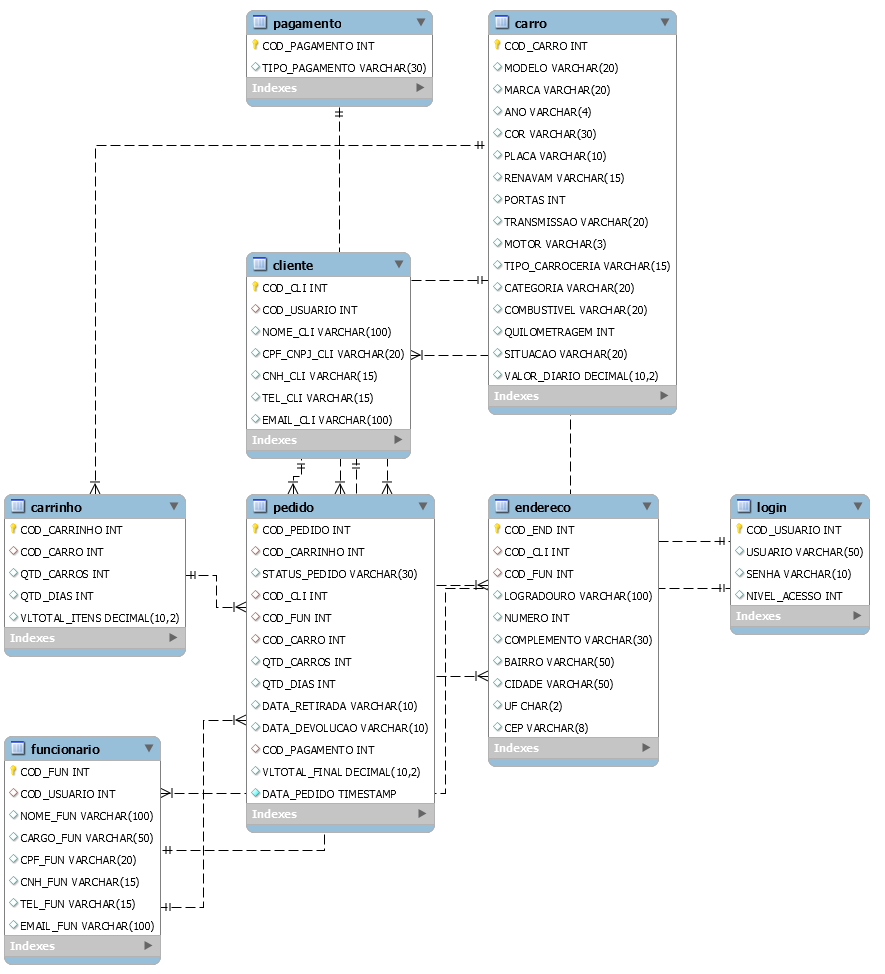 pagamento
COD_PAGAMENTO INT
TIPO_PAGAMENTO VARCHAR(30)
Indexes
carro
COD_CARRO INT
MODELO VARCHAR(20)
MARCA VARCHAR(20)
ANO VARCHAR(4)
COR VARCHAR(30)
PLACA VARCHAR(10)
RENAVAM VARCHAR(15)
PORTAS INT
TRANSMISSAO VARCHAR(20)
MOTOR VARCHAR(3)
TIPO_CARROCERIA VARCHAR(15)
CATEGORIA VARCHAR(20)
COMBUSTIVEL VARCHAR(20)
QUILOMETRAGEM INT
SITUACAO VARCHAR(20)
VALOR_DIARIO DECIMAL(10,2)
Indexes
cliente
COD_CLI INT
COD_USUARIO INT
NOME_CLI VARCHAR(100)
CPF_CNPJ_CLI VARCHAR(20)
CNH_CLI VARCHAR(15)
TEL_CLI VARCHAR(15)
EMAIL_CLI VARCHAR(100)
Indexes
carrinho
COD_CARRINHO INT
COD_CARRO INT
QTD_CARROS INT
QTD_DIAS INT
VLTOTAL_ITENS DECIMAL(10,2)
Indexes
pedido
COD_PEDIDO INT
COD_CARRINHO INT
STATUS_PEDIDO VARCHAR(30)
COD_CLI INT
COD_FUN INT
COD_CARRO INT
QTD_CARROS INT
QTD_DIAS INT
DATA_RETIRADA VARCHAR(10)
DATA_DEVOLUCAO VARCHAR(10)
COD_PAGAMENTO INT
VLTOTAL_FINAL DECIMAL(10,2)
DATA_PEDIDO TIMESTAMP
Indexes
endereco
COD_END INT
COD_CLI INT
COD_FUN INT
LOGRADOURO VARCHAR(100)
NUMERO INT
COMPLEMENTO VARCHAR(30)
BAIRRO VARCHAR(50)
CIDADE VARCHAR(50)
UF CHAR(2)
CEP VARCHAR(8)
Indexes
login
COD_USUARIO INT
USUARIO VARCHAR(50)
SENHA VARCHAR(10)
NIVEL_ACESSO INT
Indexes
funcionario
COD_FUN INT
COD_USUARIO INT
NOME_FUN VARCHAR(100)
CARGO_FUN VARCHAR(50)
CPF_FUN VARCHAR(20)
CNH_FUN VARCHAR(15)
TEL_FUN VARCHAR(15)
EMAIL_FUN VARCHAR(100)
Indexes